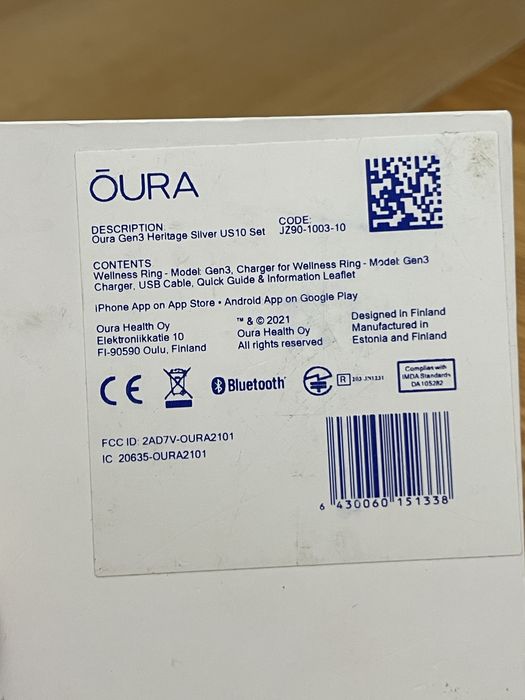 ŌURA
DESCRIPTION
Oura Gen3 Heritage Silver US10 Set
CODE:
JZ90-1003-10
CONTENTS
Wellness Ring - Model: Gen3, Charger for Wellness Ring - Model: Gen3
Charger, USB Cable, Quick Guide & Information Leaflet
iPhone App on App Store • Android App on Google Play
Oura Health Oy
Elektroniikkatie 10
FI-90590 Oulu, Finland
™ & © 2021
Oura Health Oy
All rights reserved
Designed in Finland
Manufactured in
Estonia and Finland
CE
Bluetooth
R 203-JN1231
Complies with
IMDA Standards
DA105282
FCC ID: 2AD7V-OURA2101
IC: 20635-OURA2101
6 430060 151338